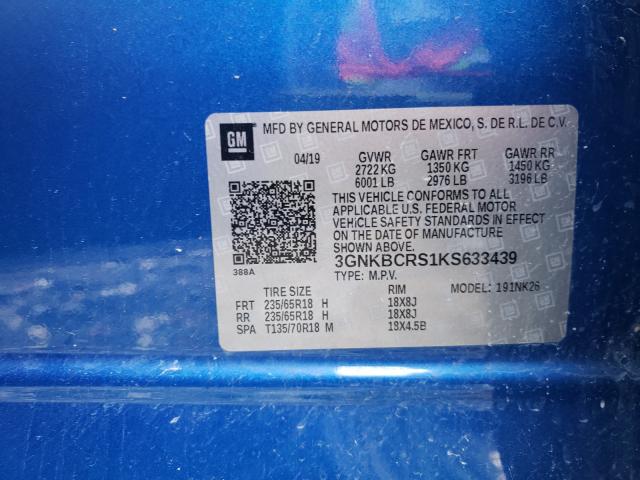 GM MFD BY GENERAL MOTORS DE MEXICO, S. DE R.L. DE C.V.
04/19 GVWR GAWR FRT GAWR RR
2722 KG 1350 KG 1450 KG
6001 LB 2976 LB 3196 LB
THIS VEHICLE CONFORMS TO ALL
APPLICABLE U.S. FEDERAL MOTOR
VEHICLE SAFETY STANDARDS IN EFFECT
ON THE DATE OF MANUFACTURE
SHOWN ABOVE.
3GNKBCRS1KS633439
388A TYPE: M.P.V.
TIRE SIZE RIM MODEL: 191NK26
FRT 235/65R18 H 18X8J
RR 235/65R18 H 18X8J
SPA T135/70R18 M 18X4.5B